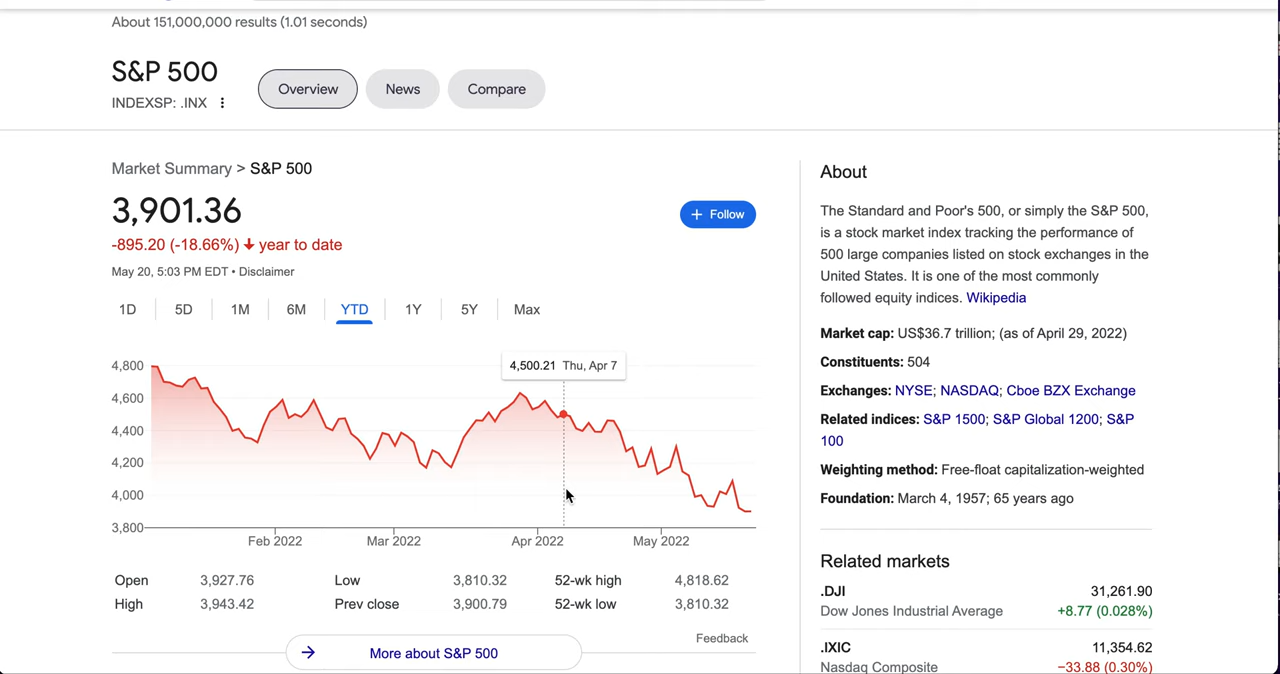 About 151,000,000 results (1.01 seconds)
S&P 500
INDEXSP: .INX
Overview
News
Compare
Market Summary > S&P 500
3,901.36
+ Follow
-895.20 (-18.66%) ↓ year to date
May 20, 5:03 PM EDT • Disclaimer
1D 5D 1M 6M YTD 1Y 5Y Max
4,500.21 Thu, Apr 7
4,800
4,600
4,400
4,200
4,000
3,800
Feb 2022 Mar 2022 Apr 2022 May 2022
Open 3,927.76 Low 3,810.32 52-wk high 4,818.62
High 3,943.42 Prev close 3,900.79 52-wk low 3,810.32
Feedback
→ More about S&P 500
About
The Standard and Poor's 500, or simply the S&P 500,
is a stock market index tracking the performance of
500 large companies listed on stock exchanges in the
United States. It is one of the most commonly
followed equity indices. Wikipedia
Market cap: US$36.7 trillion; (as of April 29, 2022)
Constituents: 504
Exchanges: NYSE; NASDAQ; Cboe BZX Exchange
Related indices: S&P 1500; S&P Global 1200; S&P
100
Weighting method: Free-float capitalization-weighted
Foundation: March 4, 1957; 65 years ago
Related markets
.DJI 31,261.90
Dow Jones Industrial Average +8.77 (0.028%)
.IXIC 11,354.62
Nasdaq Composite −33.88 (0.30%)